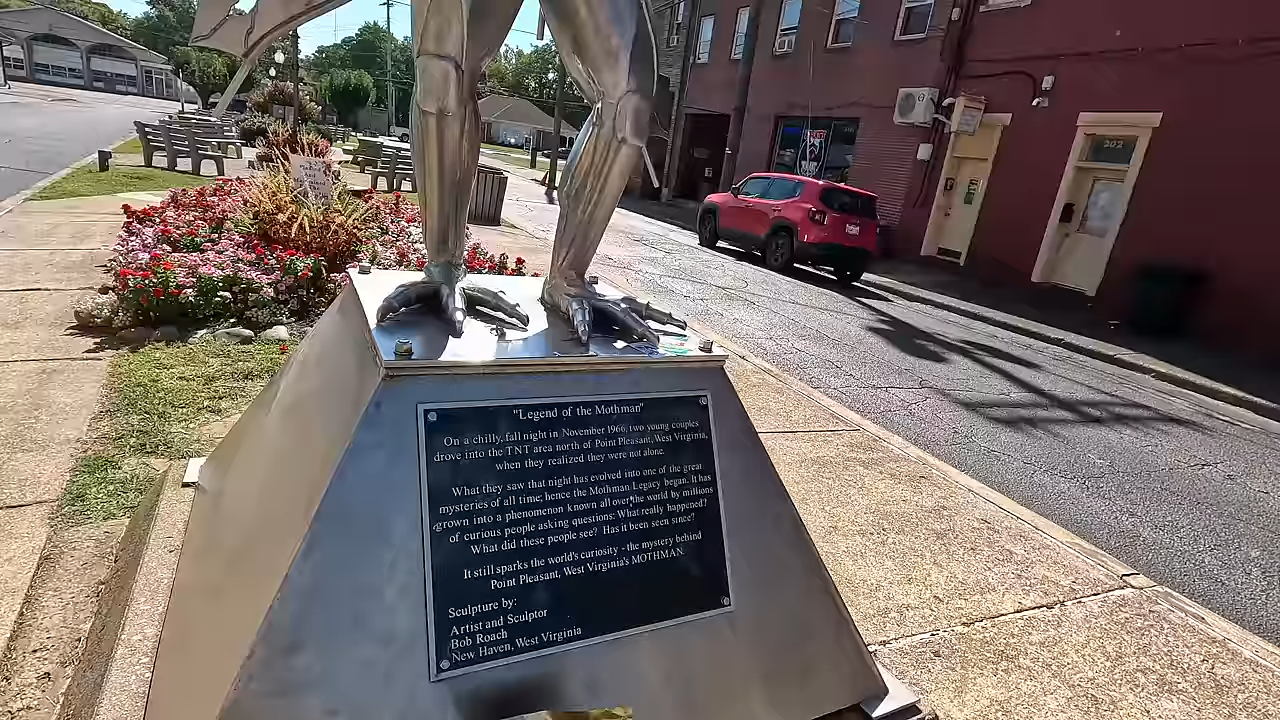 "Legend of the Mothman"
On a chilly, fall night in November 1966, two young couples
drove into the TNT area north of Point Pleasant, West Virginia,
when they realized they were not alone.
What they saw that night has evolved into one of the great
mysteries of all time; hence the Mothman Legacy began. It has
grown into a phenomenon known all over the world by millions
of curious people asking questions: What really happened?
What did these people see? Has it been seen since?
It still sparks the world's curiosity - the mystery behind
Point Pleasant, West Virginia's MOTHMAN.
Sculpture by:
Artist and Sculptor
Bob Roach
New Haven, West Virginia
202